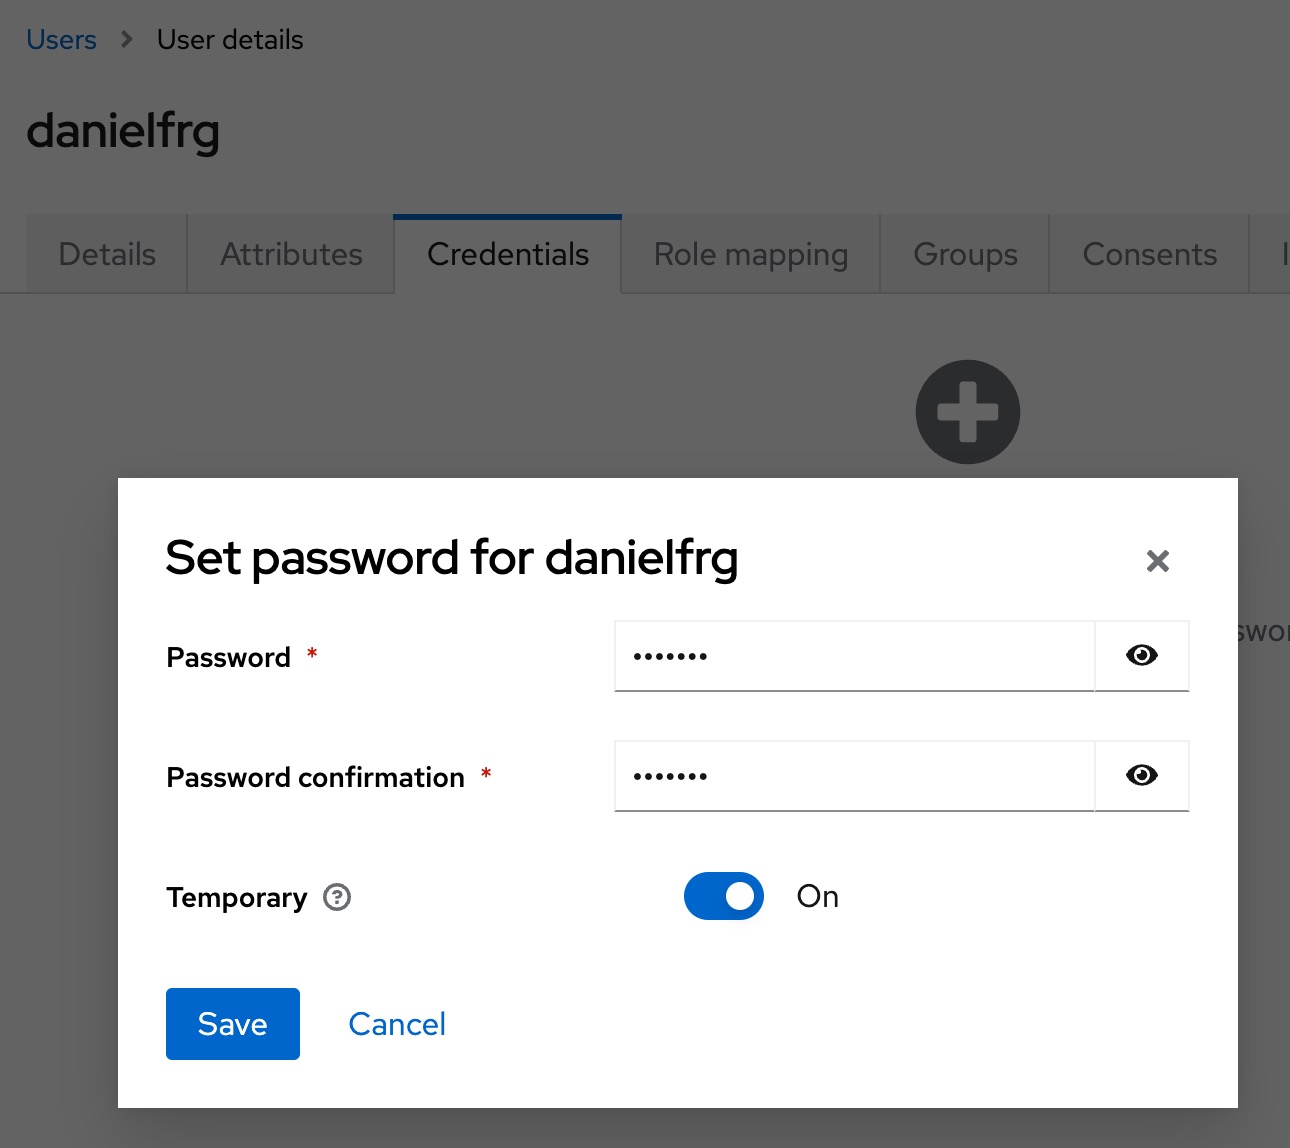 Users > User details
danielfrg
Details Attributes Credentials Role mapping Groups Consents
Set password for danielfrg
Password *
•••••••
Password confirmation *
•••••••
Temporary ? On
Save Cancel